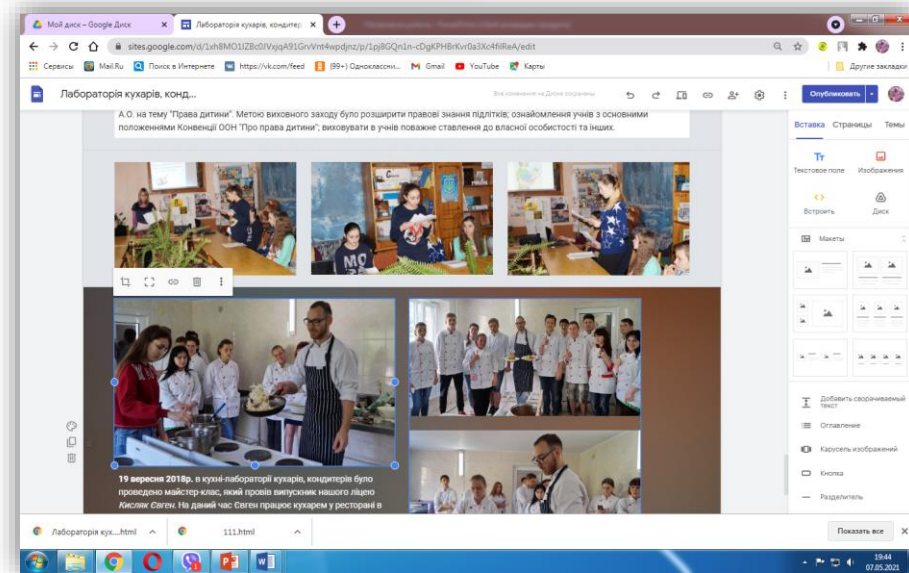 Мой диск – Google Диск
Лабораторія кухарів, кондитер
sites.google.com/d/1xh8MO1IZBc0JVxjqA91GrvVnt4wpdjnz/p/1pj8GQn1n-cDgKPHBrKvr0a3Xc4filReA/edit
Сервисы
Mail.Ru
Поиск в Интернете
https://vk.com/feed
(99+) Одноклассни...
Gmail
YouTube
Карты
Другие закладки
Лабораторія кухарів, конд...
Все изменения на Диске сохранены
Опубликовать
А.О. на тему "Права дитини". Метою виховного заходу було розширити правові знання підлітків; ознайомлення учнів з основними
положеннями Конвенції ООН "Про права дитини"; виховувати в учнів поважне ставлення до власної особистості та інших.
Вставка Страницы Темы
Текстовое поле
Изображения
Встроить
Диск
Макеты
Добавить сворачиваемый
текст
Оглавление
Карусель изображений
Кнопка
Разделитель
19 вересня 2018р. в кухні-лабораторії кухарів, кондитерів було
проведено майстер-клас, який провів випускник нашого ліцею
Кисляк Євген. На даний час Євген працює кухарем у ресторані в
Лабораторія кух....html
111.html
Показать все
19:44
07.05.2021